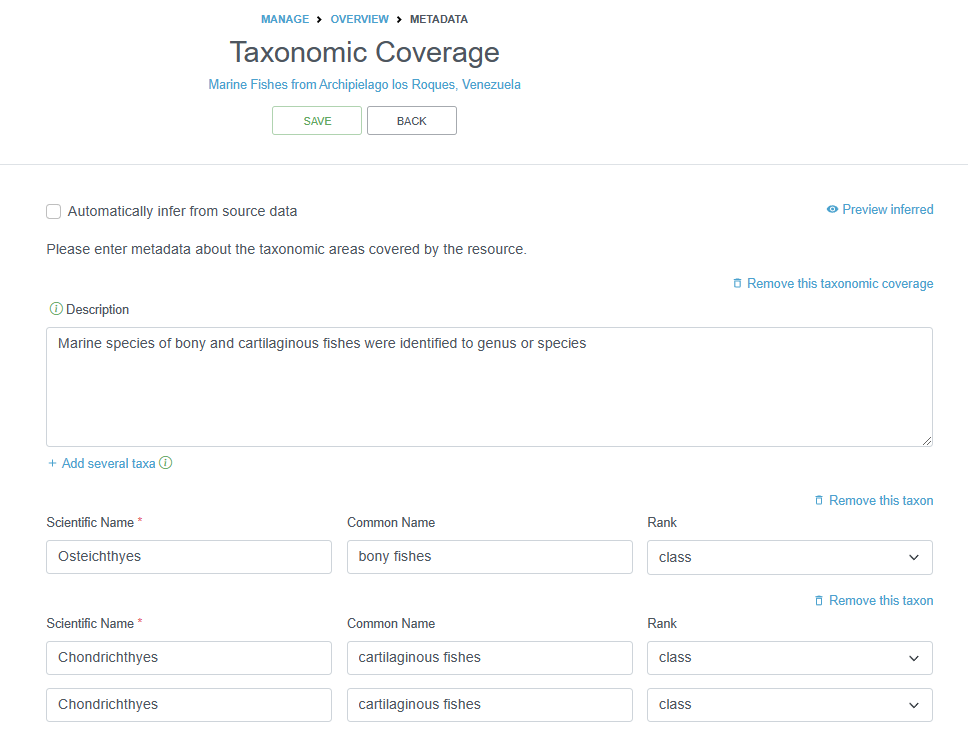 MANAGE > OVERVIEW > METADATA
Taxonomic Coverage
Marine Fishes from Archipielago los Roques, Venezuela
SAVE BACK
Automatically infer from source data Preview inferred
Please enter metadata about the taxonomic areas covered by the resource.
Remove this taxonomic coverage
i Description
Marine species of bony and cartilaginous fishes were identified to genus or species
+ Add several taxa i
Remove this taxon
Scientific Name * Common Name Rank
Osteichthyes bony fishes class
Remove this taxon
Scientific Name * Common Name Rank
Chondrichthyes cartilaginous fishes class
Chondrichthyes cartilaginous fishes class